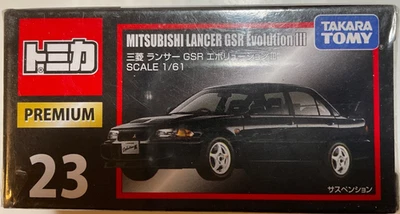 トミカ
MITSUBISHI LANCER GSR Evolution III
TAKARA TOMY
三菱 ランサー GSR エボリューションIII
SCALE 1/61
PREMIUM
23
サスペンション